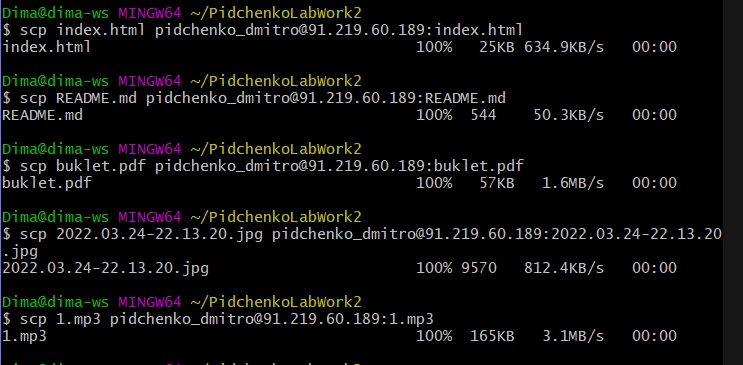 Dima@dima-ws MINGW64 ~/PidchenkoLabWork2
$ scp index.html pidchenko_dmitro@91.219.60.189:index.html
index.html 100% 25KB 634.9KB/s 00:00
Dima@dima-ws MINGW64 ~/PidchenkoLabWork2
$ scp README.md pidchenko_dmitro@91.219.60.189:README.md
README.md 100% 544 50.3KB/s 00:00
Dima@dima-ws MINGW64 ~/PidchenkoLabWork2
$ scp buklet.pdf pidchenko_dmitro@91.219.60.189:buklet.pdf
buklet.pdf 100% 57KB 1.6MB/s 00:00
Dima@dima-ws MINGW64 ~/PidchenkoLabWork2
$ scp 2022.03.24-22.13.20.jpg pidchenko_dmitro@91.219.60.189:2022.03.24-22.13.20
.jpg
2022.03.24-22.13.20.jpg 100% 9570 812.4KB/s 00:00
Dima@dima-ws MINGW64 ~/PidchenkoLabWork2
$ scp 1.mp3 pidchenko_dmitro@91.219.60.189:1.mp3
1.mp3 100% 165KB 3.1MB/s 00:00